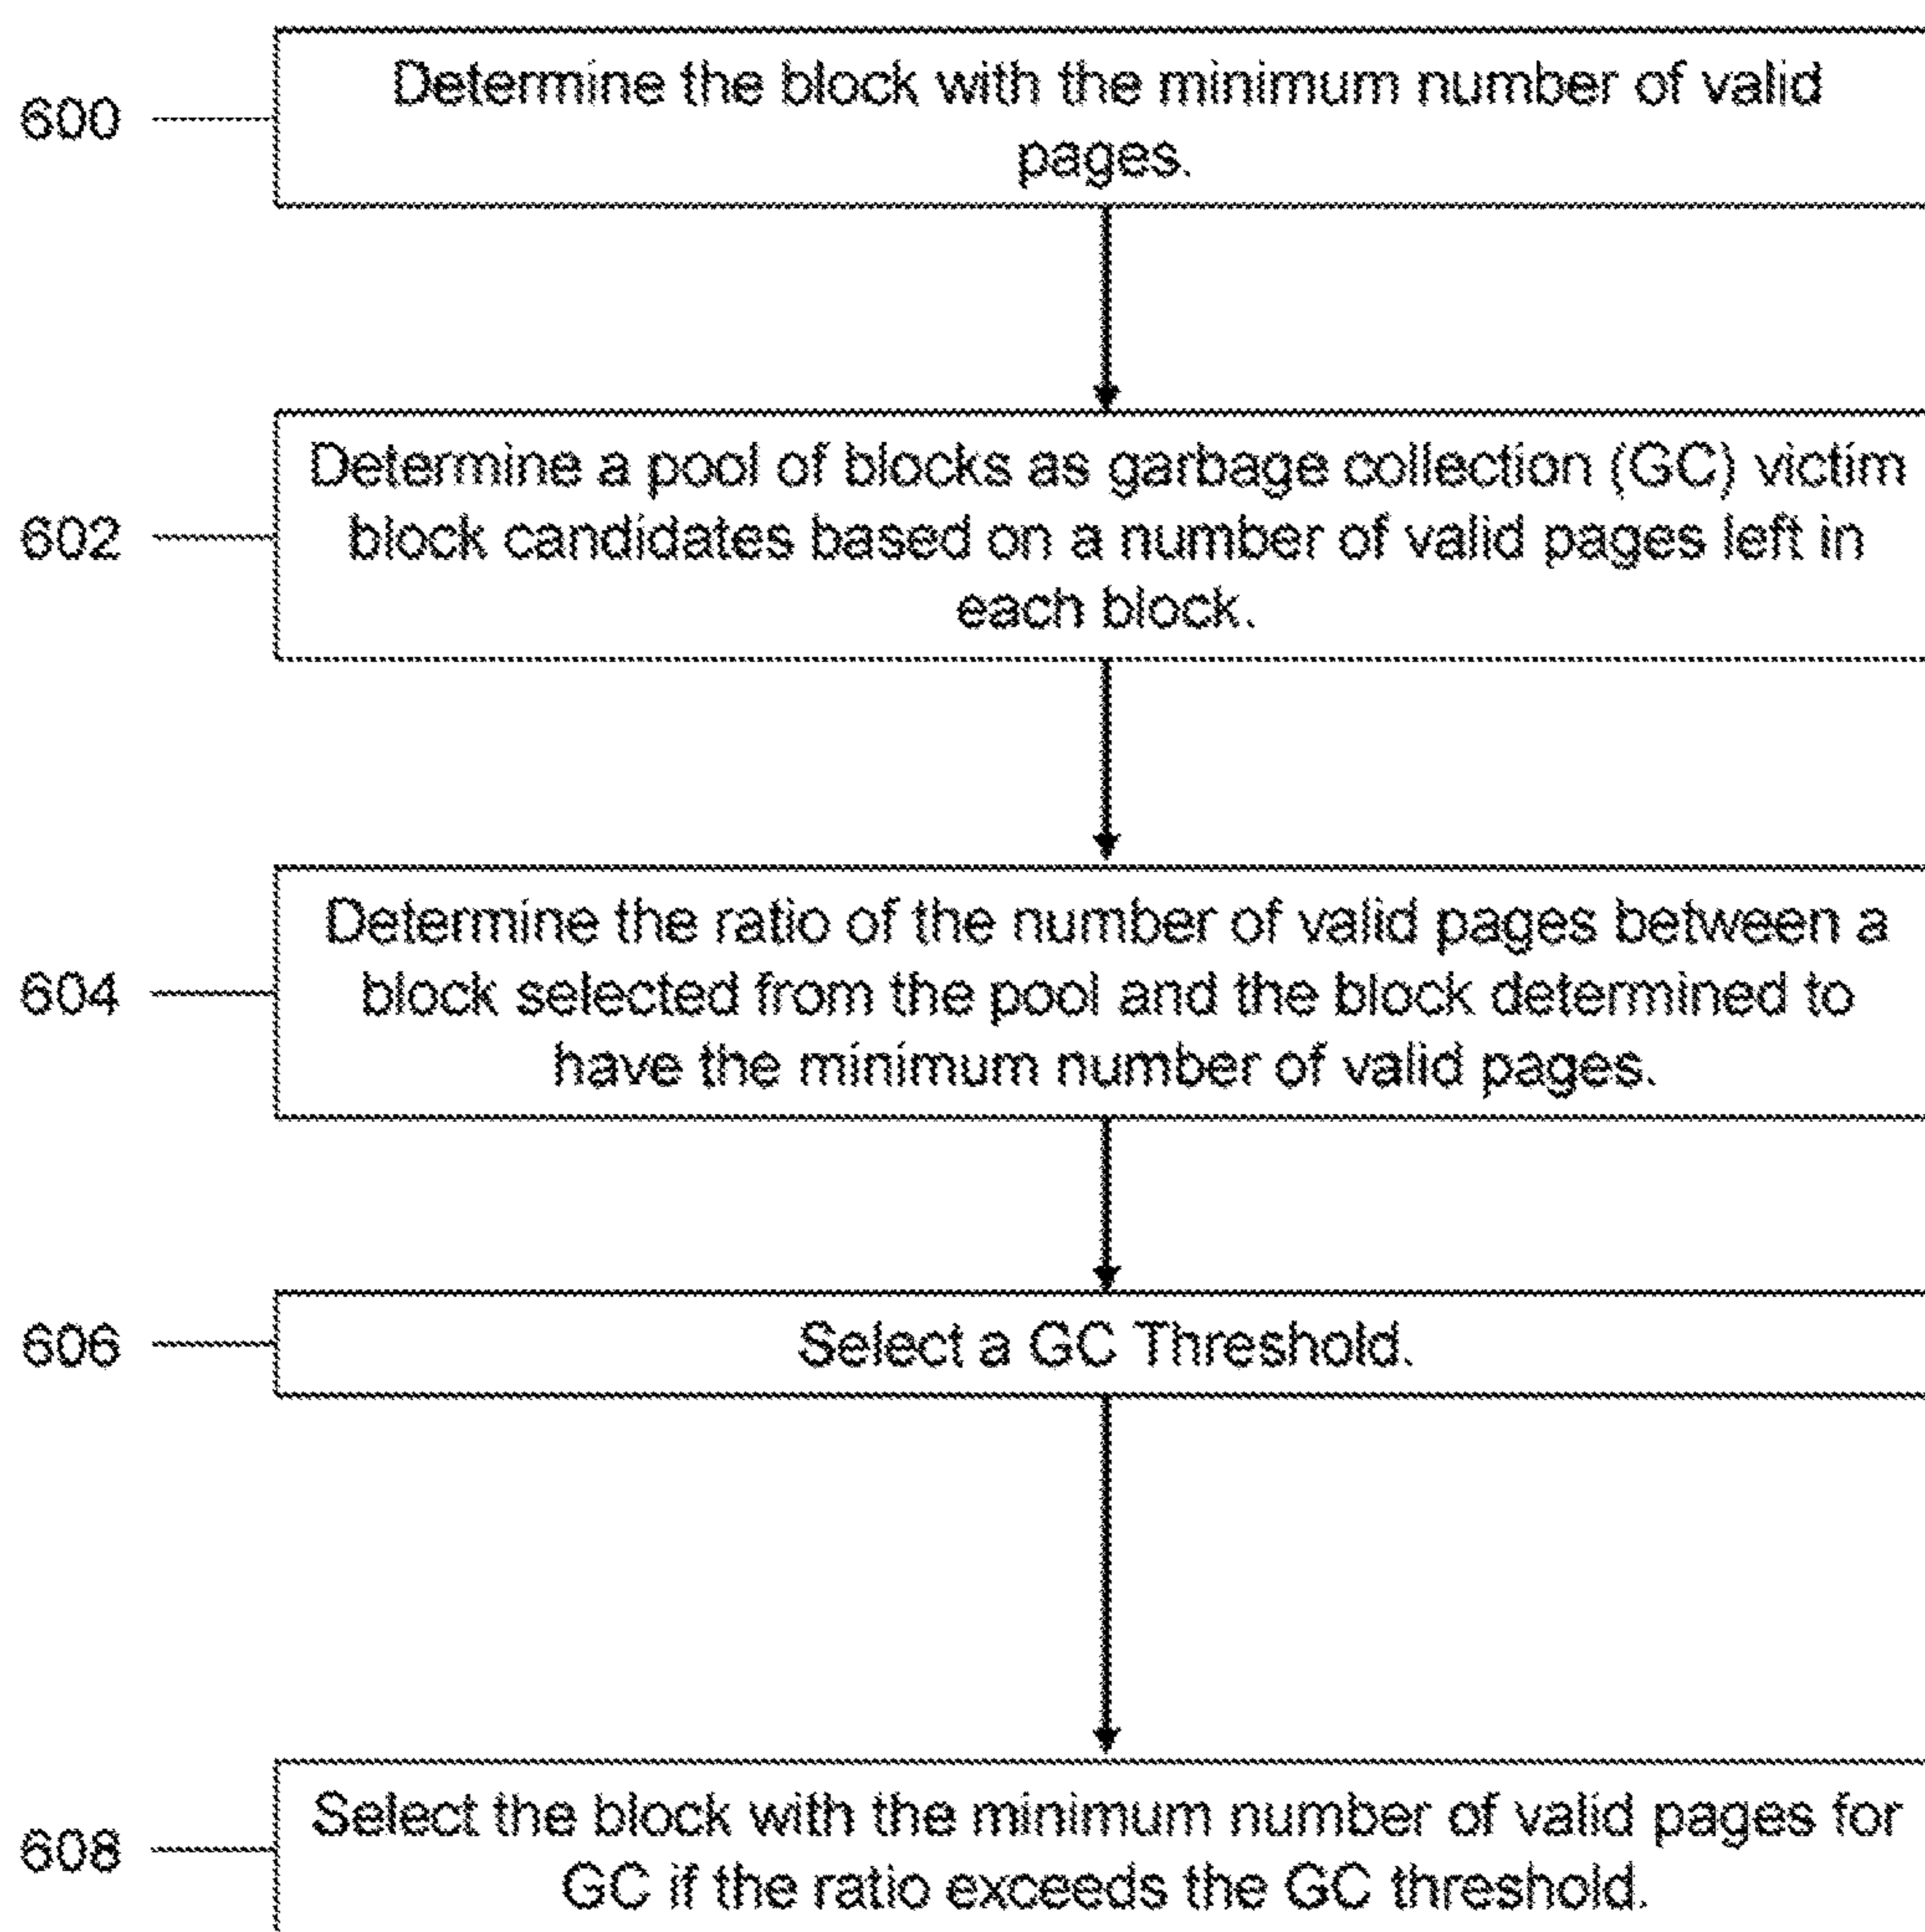 600
Determine the block with the minimum number of valid
pages.
602
Determine a pool of blocks as garbage collection (GC) victim
block candidates based on a number of valid pages left in
each block.
604
Determine the ratio of the number of valid pages between a
block selected from the pool and the block determined to
have the minimum number of valid pages.
606
Select a GC Threshold.
608
Select the block with the minimum number of valid pages for
GC if the ratio exceeds the GC threshold.